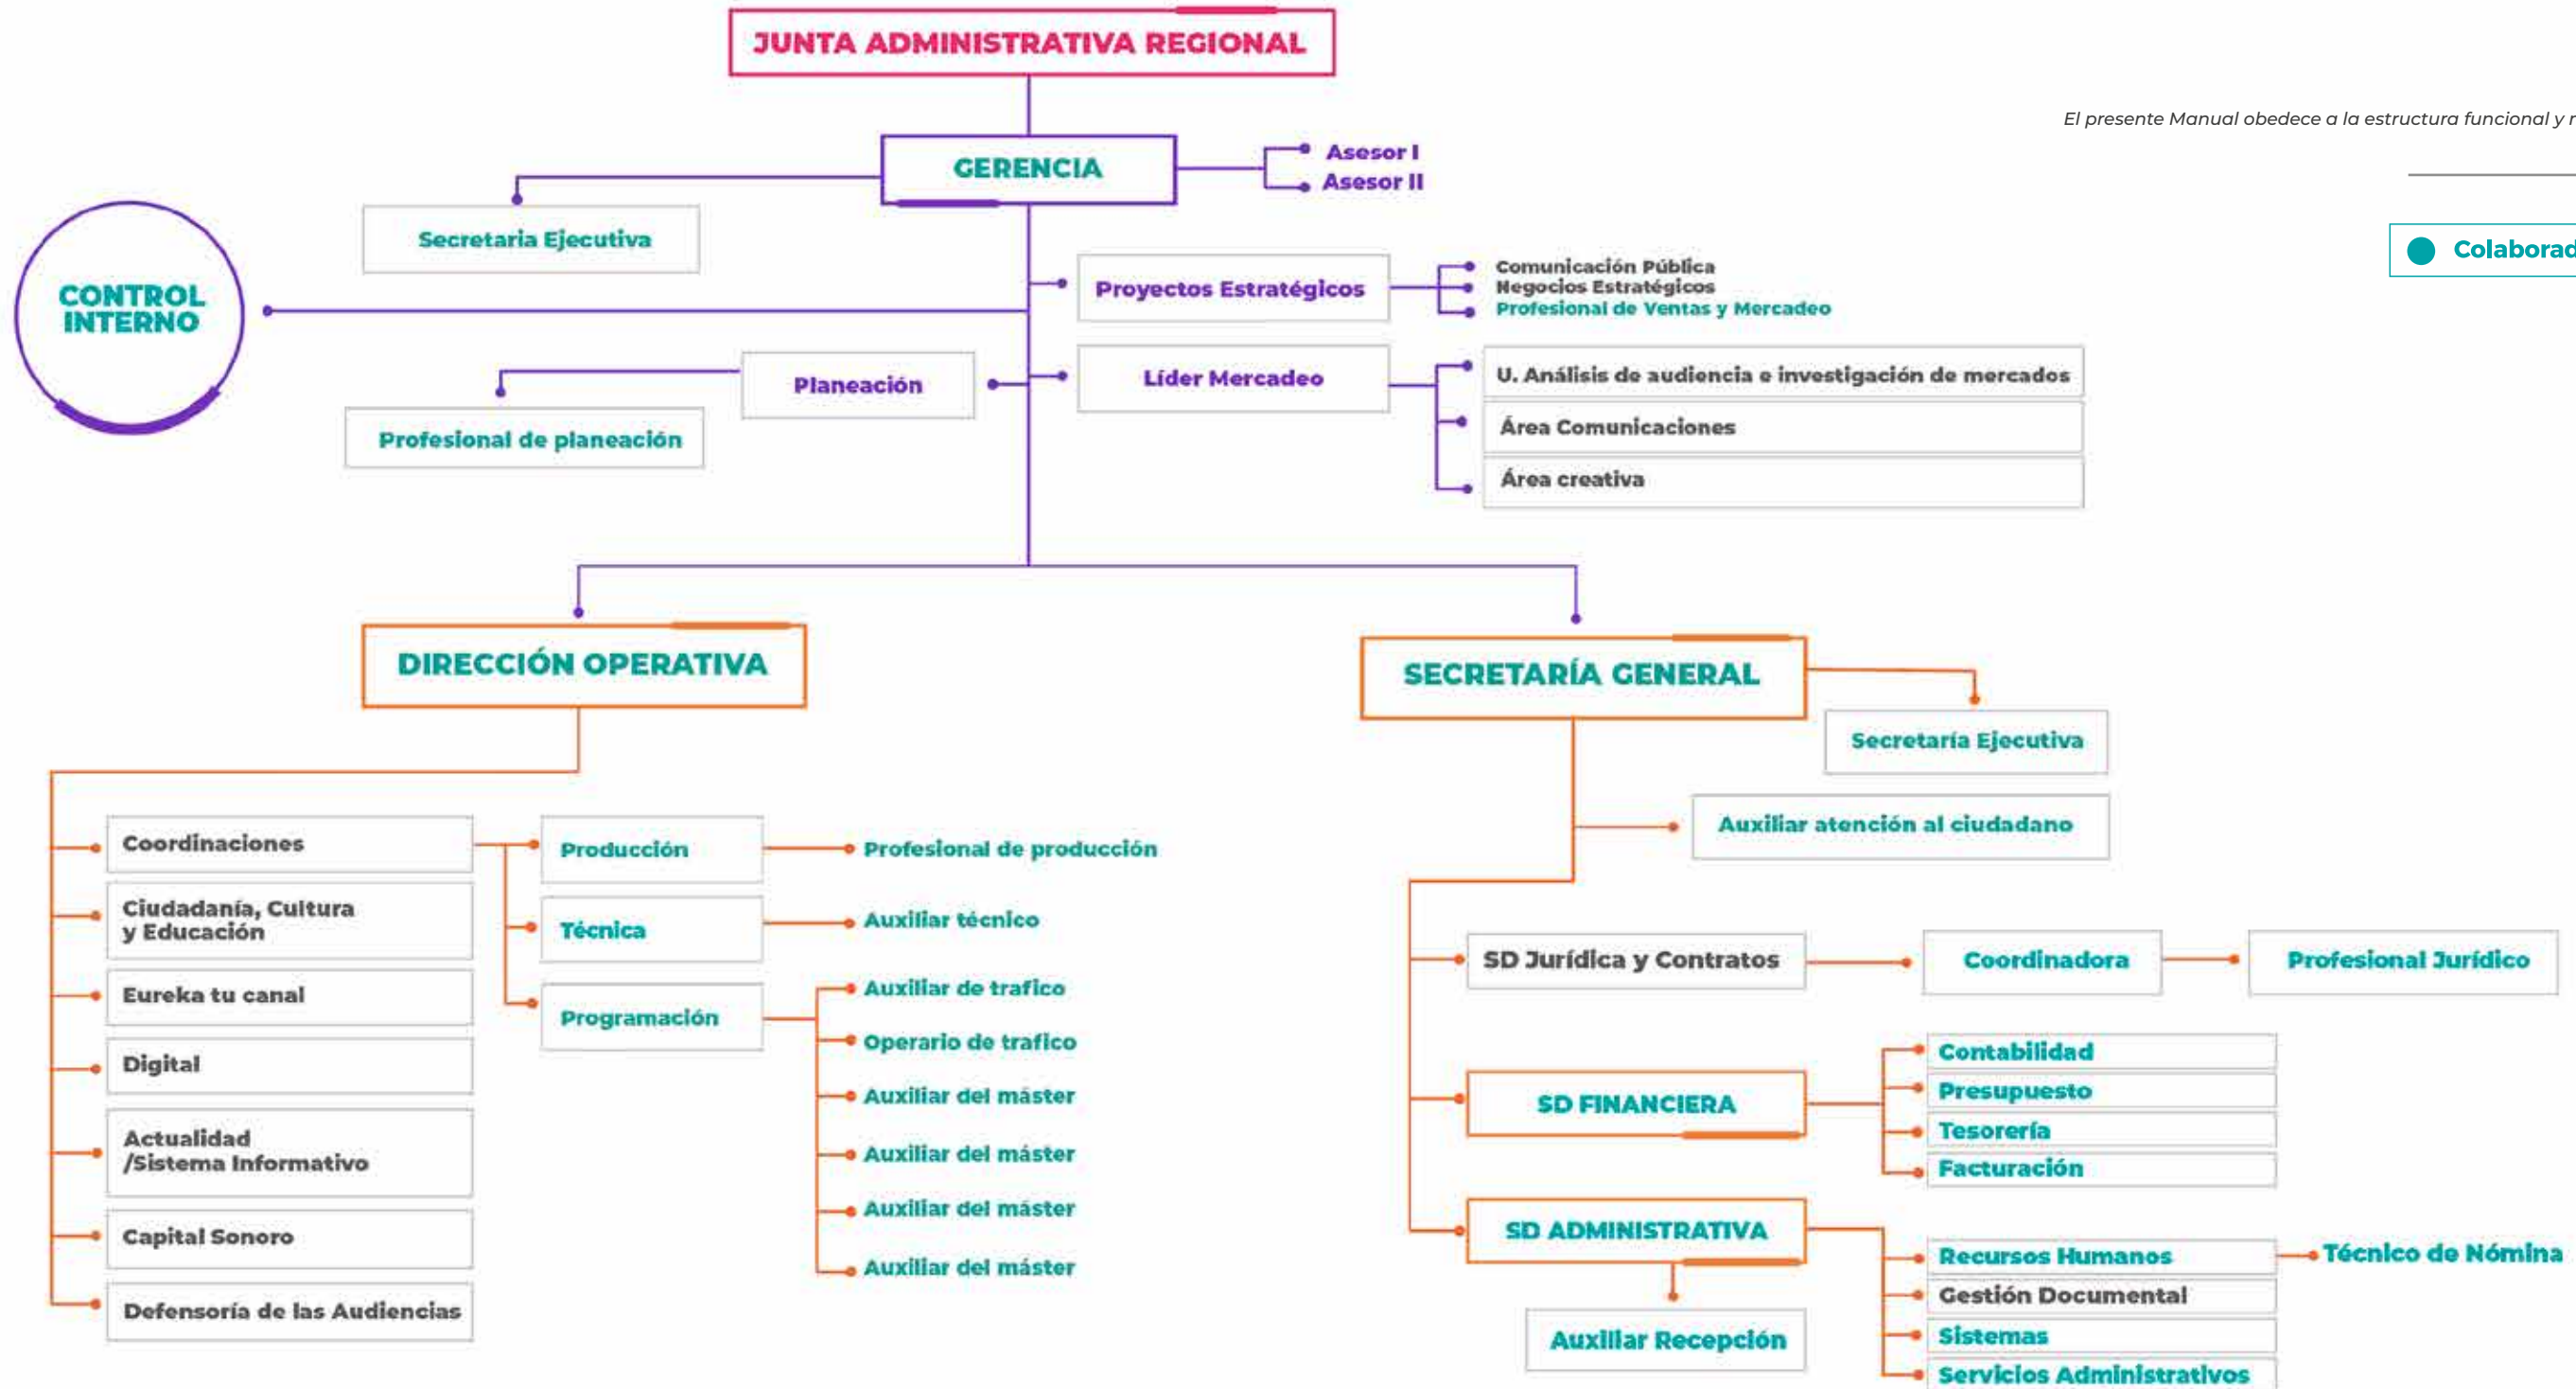 JUNTA ADMINISTRATIVA REGIONAL
El presente Manual obedece a la estructura funcional y
GERENCIA
Asesor I
Asesor II
Secretaria Ejecutiva
CONTROL
INTERNO
Proyectos Estratégicos
Comunicación Pública
Negocios Estratégicos
Profesional de Ventas y Mercadeo
Planeación
Profesional de planeación
Líder Mercadeo
U. Análisis de audiencia e investigación de mercados
Área Comunicaciones
Área creativa
DIRECCIÓN OPERATIVA
Coordinaciones
Ciudadanía, Cultura
y Educación
Eureka tu canal
Digital
Actualidad
/Sistema Informativo
Capital Sonoro
Defensoría de las Audiencias
Producción
Profesional de producción
Técnica
Auxiliar técnico
Programación
Auxiliar de trafico
Operario de trafico
Auxiliar del máster
Auxiliar del máster
Auxiliar del máster
Auxiliar del máster
SECRETARÍA GENERAL
Secretaría Ejecutiva
Auxiliar atención al ciudadano
SD Jurídica y Contratos
Coordinadora
Profesional Jurídico
SD FINANCIERA
Contabilidad
Presupuesto
Tesorería
Facturación
SD ADMINISTRATIVA
Auxiliar Recepción
Recursos Humanos
Técnico de Nómina
Gestión Documental
Sistemas
Servicios Administrativos